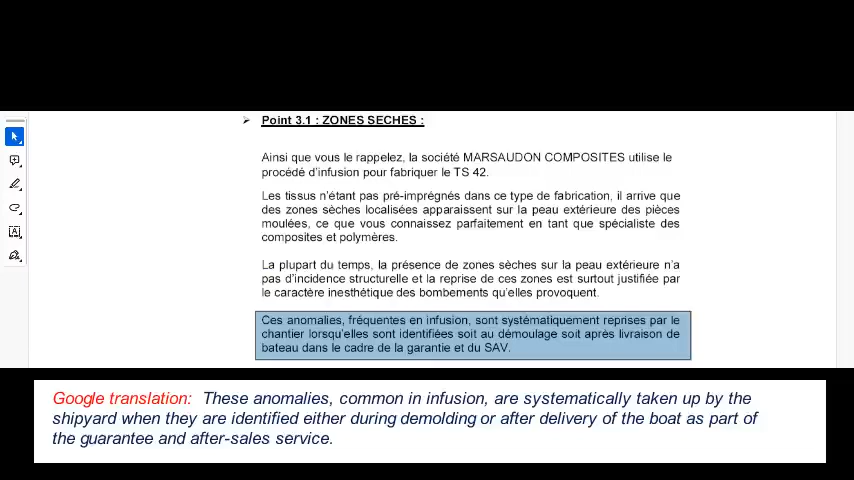 ➢ Point 3.1 : ZONES SECHES :
Ainsi que vous le rappelez, la société MARSAUDON COMPOSITES utilise le
procédé d'infusion pour fabriquer le TS 42.
Les tissus n'étant pas pré-imprégnés dans ce type de fabrication, il arrive que
des zones sèches localisées apparaissent sur la peau extérieure des pièces
moulées, ce que vous connaissez parfaitement en tant que spécialiste des
composites et polymères.
La plupart du temps, la présence de zones sèches sur la peau extérieure n'a
pas d'incidence structurelle et la reprise de ces zones est surtout justifiée par
le caractère inesthétique des bombements qu'elles provoquent.
Ces anomalies, fréquentes en infusion, sont systématiquement reprises par le
chantier lorsqu'elles sont identifiées soit au démoulage soit après livraison de
bateau dans le cadre de la garantie et du SAV.
Google translation: These anomalies, common in infusion, are systematically taken up by the
shipyard when they are identified either during demolding or after delivery of the boat as part of
the guarantee and after-sales service.